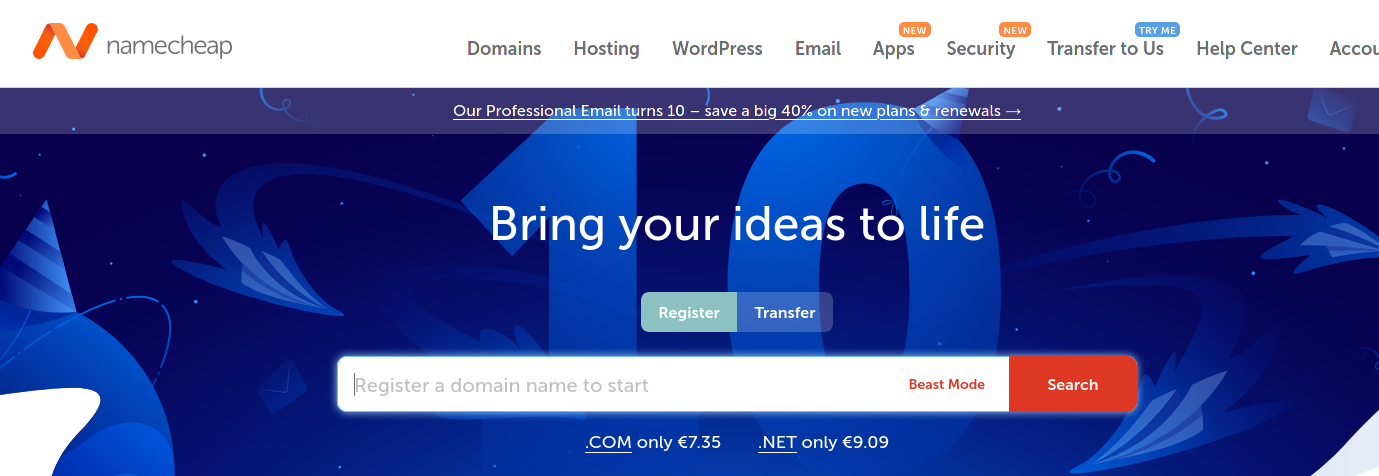 namecheap
NEW NEW TRY ME
Domains Hosting WordPress Email Apps Security Transfer to Us Help Center
Our Professional Email turns 10 – save a big 40% on new plans & renewals →
10
Bring your ideas to life
Register Transfer
Register a domain name to start Beast Mode Search
.COM only €7.35 .NET only €9.09